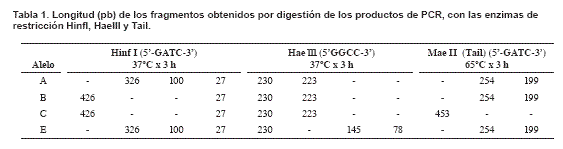 Tabla 1. Longitud (pb) de los fragmentos obtenidos por digestión de los productos de PCR, con las enzimas de
restricción HinfI, HaeIII y TaiI.
Hinf I (5'-GATC-3') Hae III (5'GGCC-3') Mae II (TaiI) (5'-GATC-3')
Alelo 37°C x 3 h 37°C x 3 h 65°C x 3 h
A - 326 100 27 230 223 - - - 254 199
B 426 - - 27 230 223 - 254 199
C 426 - - 27 230 223 - - 453 - -
E - 326 100 27 230 - 145 78 - 254 199